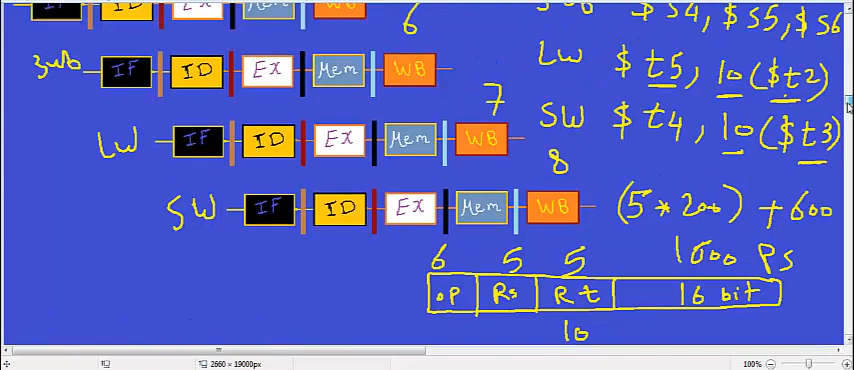 IF ID Ex Mem WB 6 SUB $ S4, $ S5, $ S6
Sub IF ID Ex Mem WB LW $ t5, 10($t2)
7
LW IF ID EX Mem WB SW $ t4, 10($t3)
8
SW IF ID EX Mem WB (5*200) + 600
6 5 5 1600 Ps
OP Rs Rt 16 bit
10
2660 × 19000px 100%